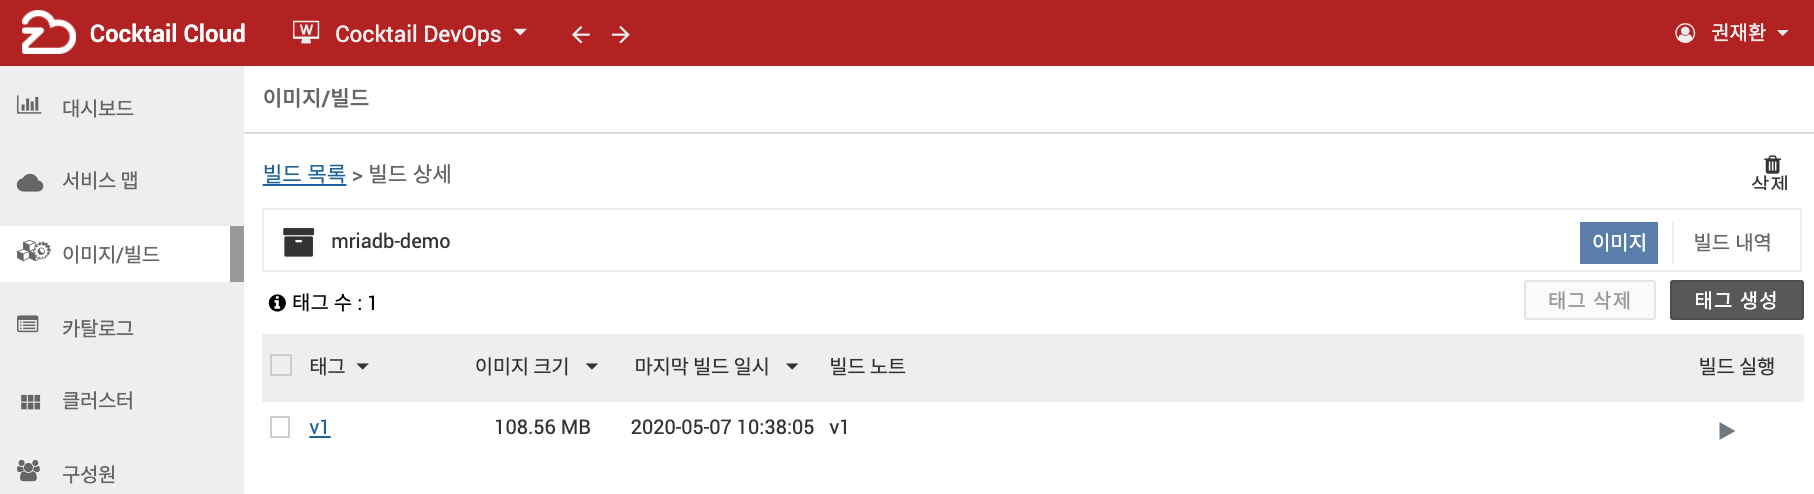 Cocktail Cloud
W Cocktail DevOps
권재환
대시보드
서비스 맵
이미지/빌드
카탈로그
클러스터
구성원
이미지/빌드
빌드 목록 > 빌드 상세
삭제
mriadb-demo
이미지 빌드 내역
태그 수 : 1
태그 삭제 태그 생성
태그 이미지 크기 마지막 빌드 일시 빌드 노트 빌드 실행
v1 108.56 MB 2020-05-07 10:38:05 v1